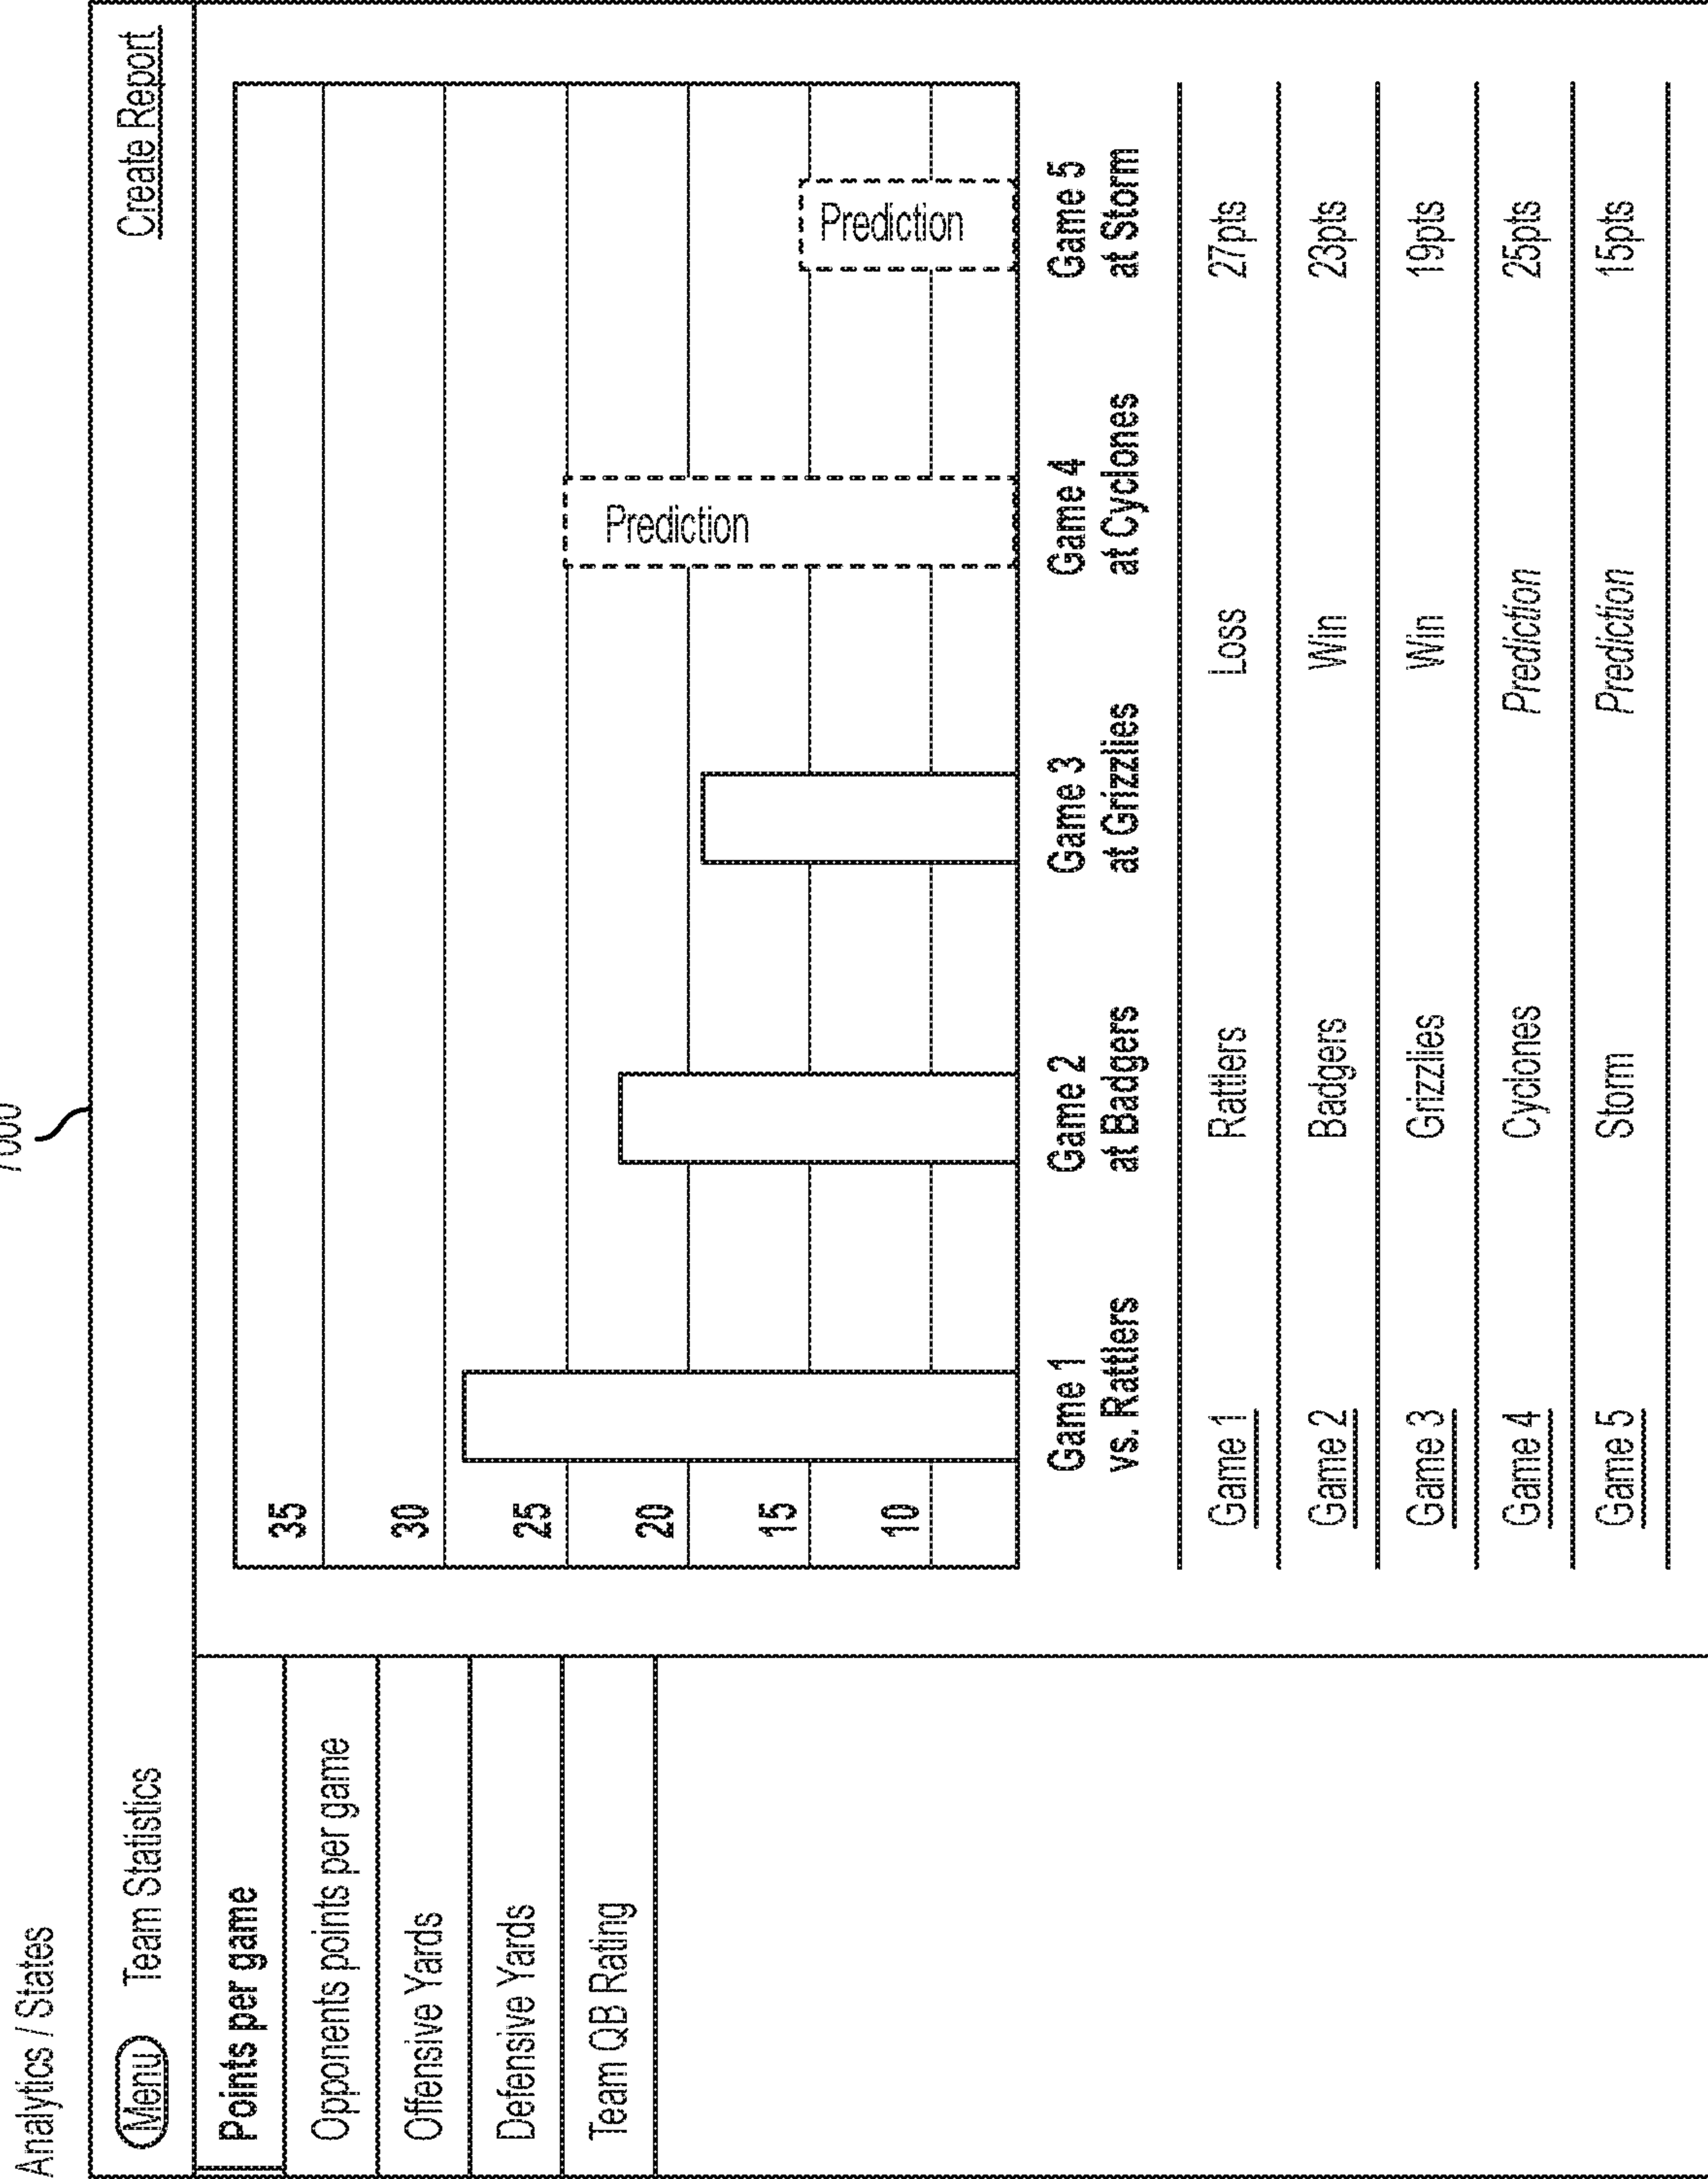 Analytics / States
Menu Team Statistics Create Report
Points per game
Opponents points per game
Offensive Yards
Defensive Yards
Team QB Rating
35
30
25
20
15
10
Prediction
Prediction
Game 1 Game 2 Game 3 Game 4 Game 5
vs. Rattlers at Badgers at Grizzlies at Cyclones at Storm
Game 1 Rattlers Loss 27pts
Game 2 Badgers Win 23pts
Game 3 Grizzlies Win 19pts
Game 4 Cyclones Prediction 25pts
Game 5 Storm Prediction 15pts